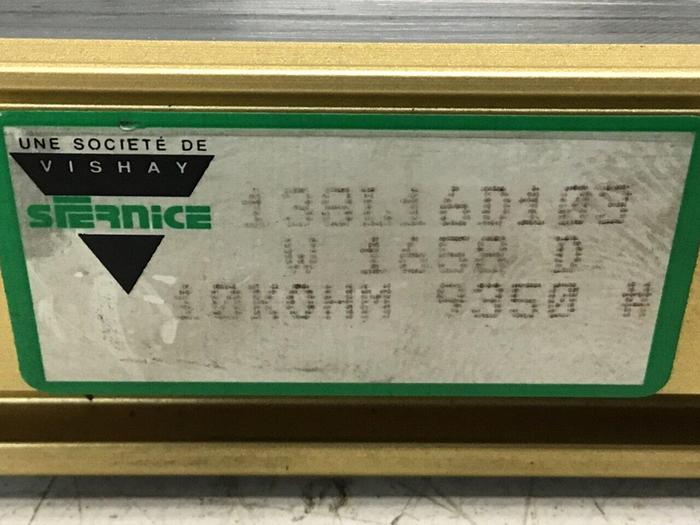 UNE SOCIETÉ DE
VISHAY
SFERNICE
138L16D103
W 1658 D
10KOHM 9350 #